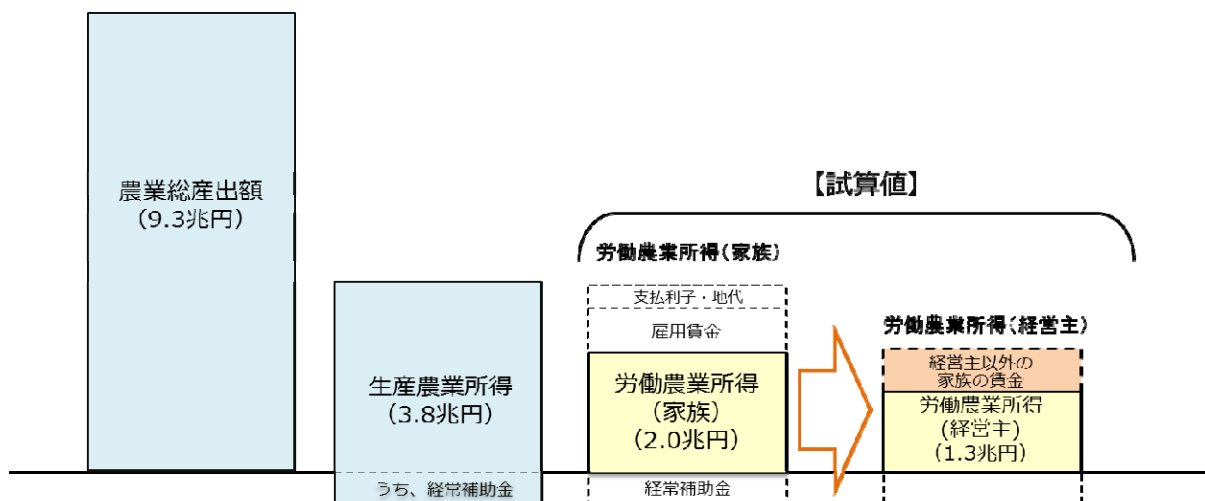 農業総産出額
(9.3兆円)
生産農業所得
(3.8兆円)
うち、経常補助金
【試算値】
労働農業所得(家族)
支払利子・地代
雇用賃金
労働農業所得
(家族)
(2.0兆円)
経常補助金
労働農業所得(経営主)
経営主以外の
家族の賃金
労働農業所得
(経営主)
(1.3兆円)